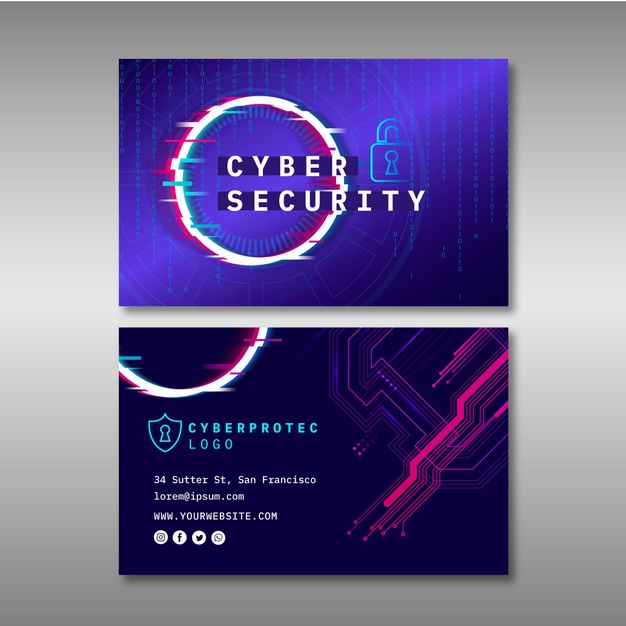 CYBER
SECURITY
CYBERPROTEC
LOGO
34 Sutter St, San Francisco
lorem@ipsum.com
WWW.YOURWEBSITE.COM